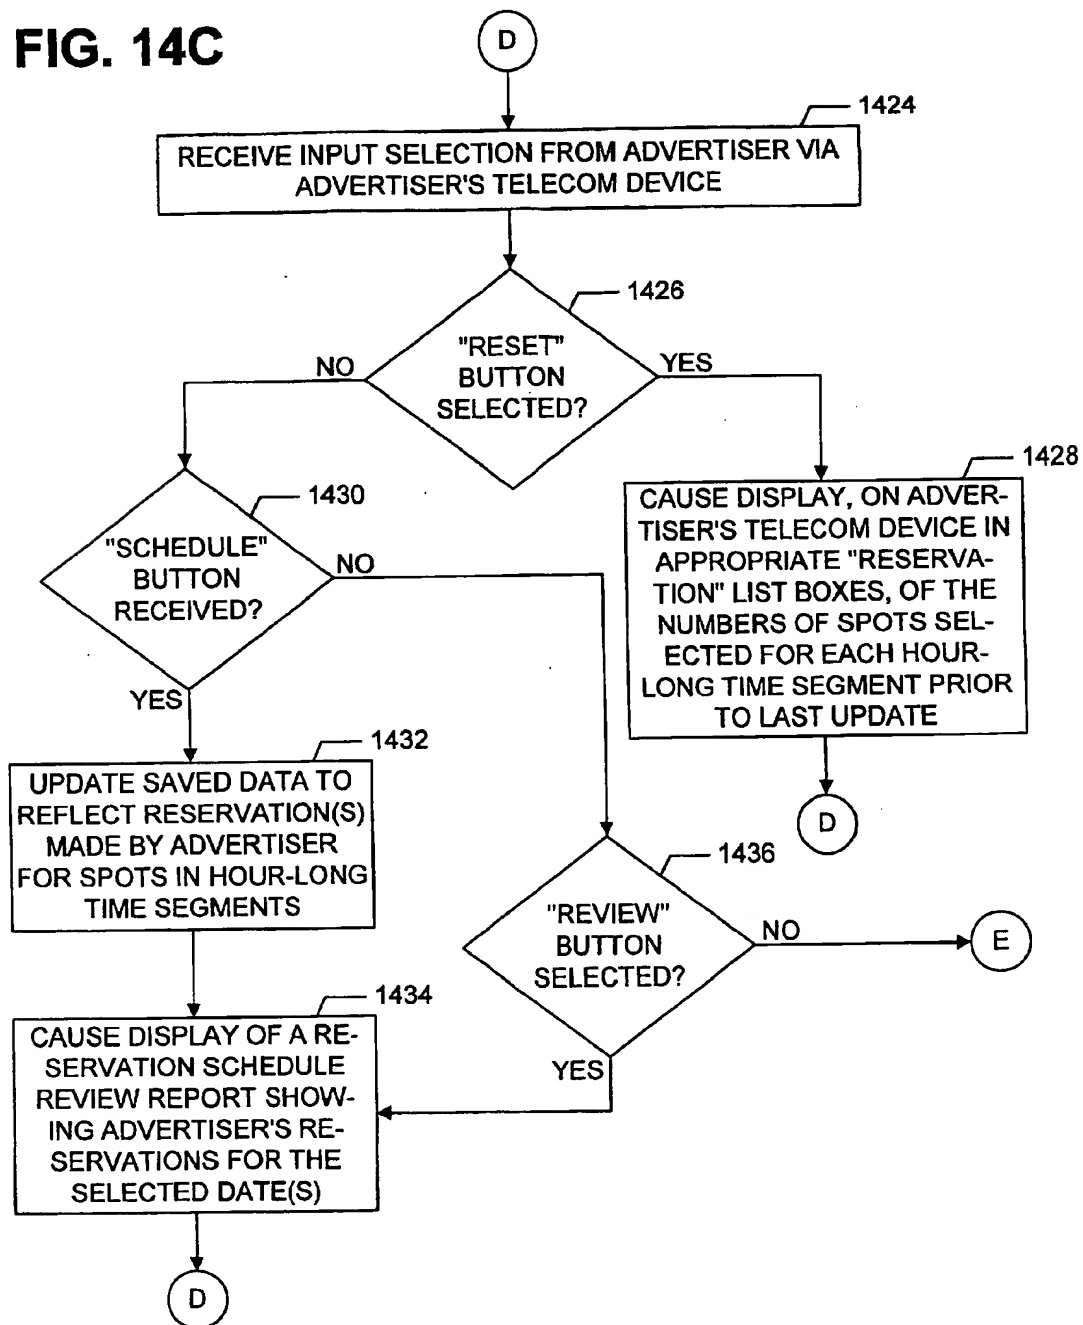 FIG. 14C
D
1424
RECEIVE INPUT SELECTION FROM ADVERTISER VIA
ADVERTISER'S TELECOM DEVICE
1426
"RESET"
BUTTON
SELECTED?
NO
YES
1428
CAUSE DISPLAY, ON ADVER-
TISER'S TELECOM DEVICE IN
APPROPRIATE "RESERVA-
TION" LIST BOXES, OF THE
NUMBERS OF SPOTS SEL-
ECTED FOR EACH HOUR-
LONG TIME SEGMENT PRIOR
TO LAST UPDATE
D
1430
"SCHEDULE"
BUTTON
RECEIVED?
NO
YES
1432
UPDATE SAVED DATA TO
REFLECT RESERVATION(S)
MADE BY ADVERTISER
FOR SPOTS IN HOUR-LONG
TIME SEGMENTS
1436
"REVIEW"
BUTTON
SELECTED?
NO
E
YES
1434
CAUSE DISPLAY OF A RE-
SERVATION SCHEDULE
REVIEW REPORT SHOW-
ING ADVERTISER'S RE-
SERVATIONS FOR THE
SELECTED DATE(S)
D